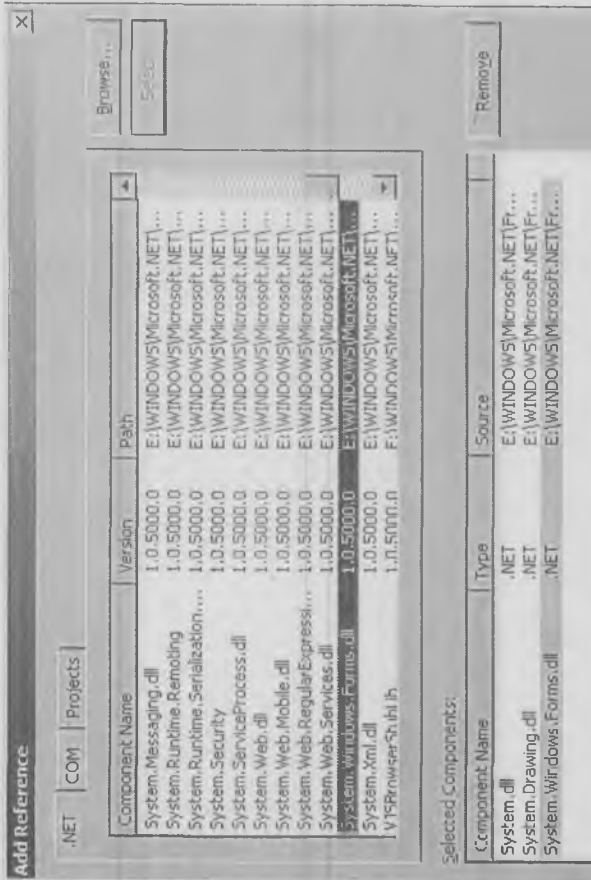 Add Reference
.NET COM Projects
Browse...
Select
Component Name Version Path
System.Messaging.dll 1.0.5000.0 E:\WINDOWS\Microsoft.NET\...
System.Runtime.Remoting 1.0.5000.0 E:\WINDOWS\Microsoft.NET\...
System.Runtime.Serialization.... 1.0.5000.0 E:\WINDOWS\Microsoft.NET\...
System.Security 1.0.5000.0 E:\WINDOWS\Microsoft.NET\...
System.ServiceProcess.dll 1.0.5000.0 E:\WINDOWS\Microsoft.NET\...
System.Web.dll 1.0.5000.0 E:\WINDOWS\Microsoft.NET\...
System.Web.Mobile.dll 1.0.5000.0 E:\WINDOWS\Microsoft.NET\...
System.Web.RegularExpressi... 1.0.5000.0 E:\WINDOWS\Microsoft.NET\...
System.Web.Services.dll 1.0.5000.0 E:\WINDOWS\Microsoft.NET\...
System.Windows.Forms.dll 1.0.5000.0 E:\WINDOWS\Microsoft.NET\...
System.Xml.dll 1.0.5000.0 E:\WINDOWS\Microsoft.NET\...
1.0.5000.0 E:\WINDOWS\Microsoft.NET\...
Selected Components:
Component Name Type Source
System.dll .NET E:\WINDOWS\Microsoft.NET\Fr...
System.Drawing.dll .NET E:\WINDOWS\Microsoft.NET\Fr...
System.Windows.Forms.dll .NET E:\WINDOWS\Microsoft.NET\Fr...
Remove